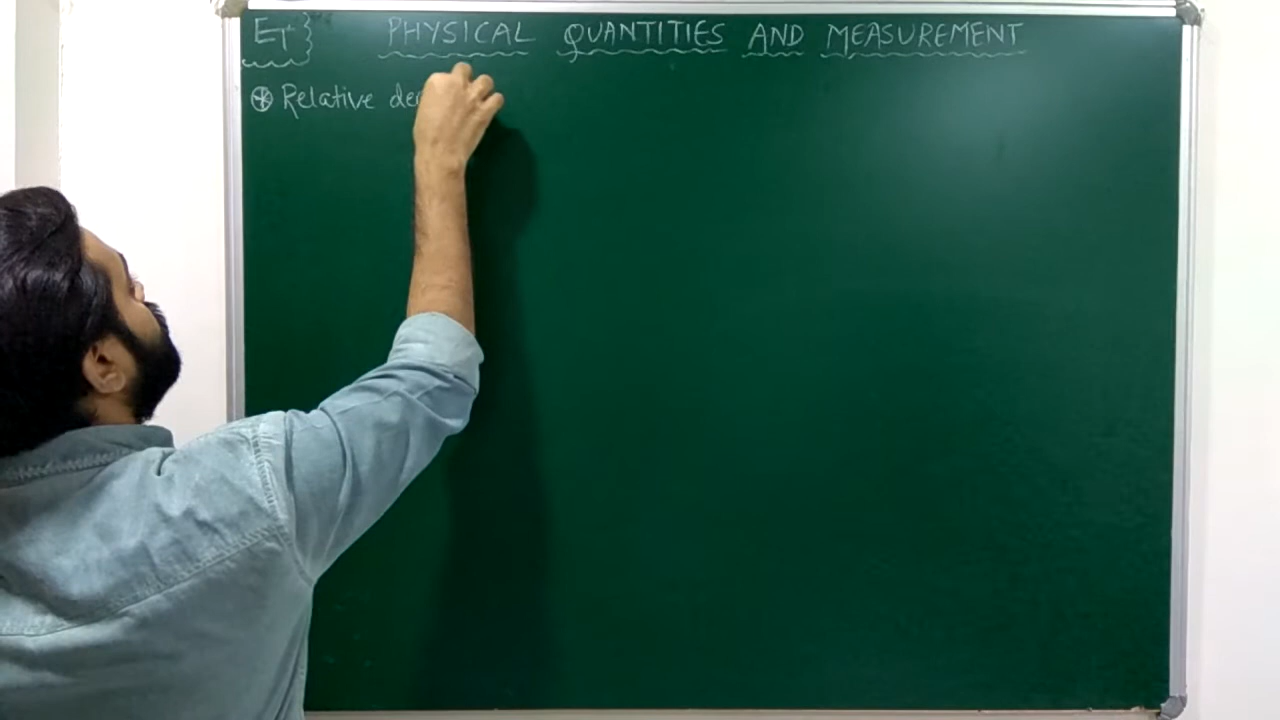 ET} PHYSICAL QUANTITIES AND MEASUREMENT
Relative de